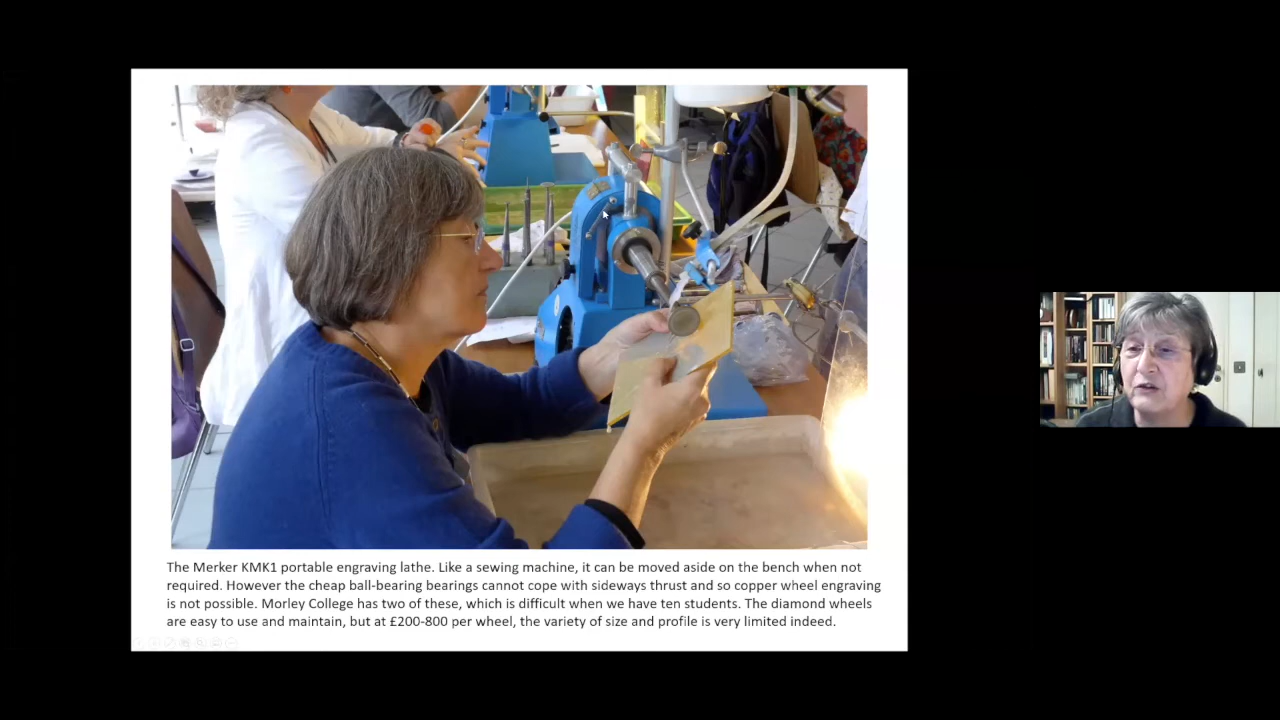 The Merker KMK1 portable engraving lathe. Like a sewing machine, it can be moved aside on the bench when not
required. However the cheap ball-bearing bearings cannot cope with sideways thrust and so copper wheel engraving
is not possible. Morley College has two of these, which is difficult when we have ten students. The diamond wheels
are easy to use and maintain, but at £200-800 per wheel, the variety of size and profile is very limited indeed.